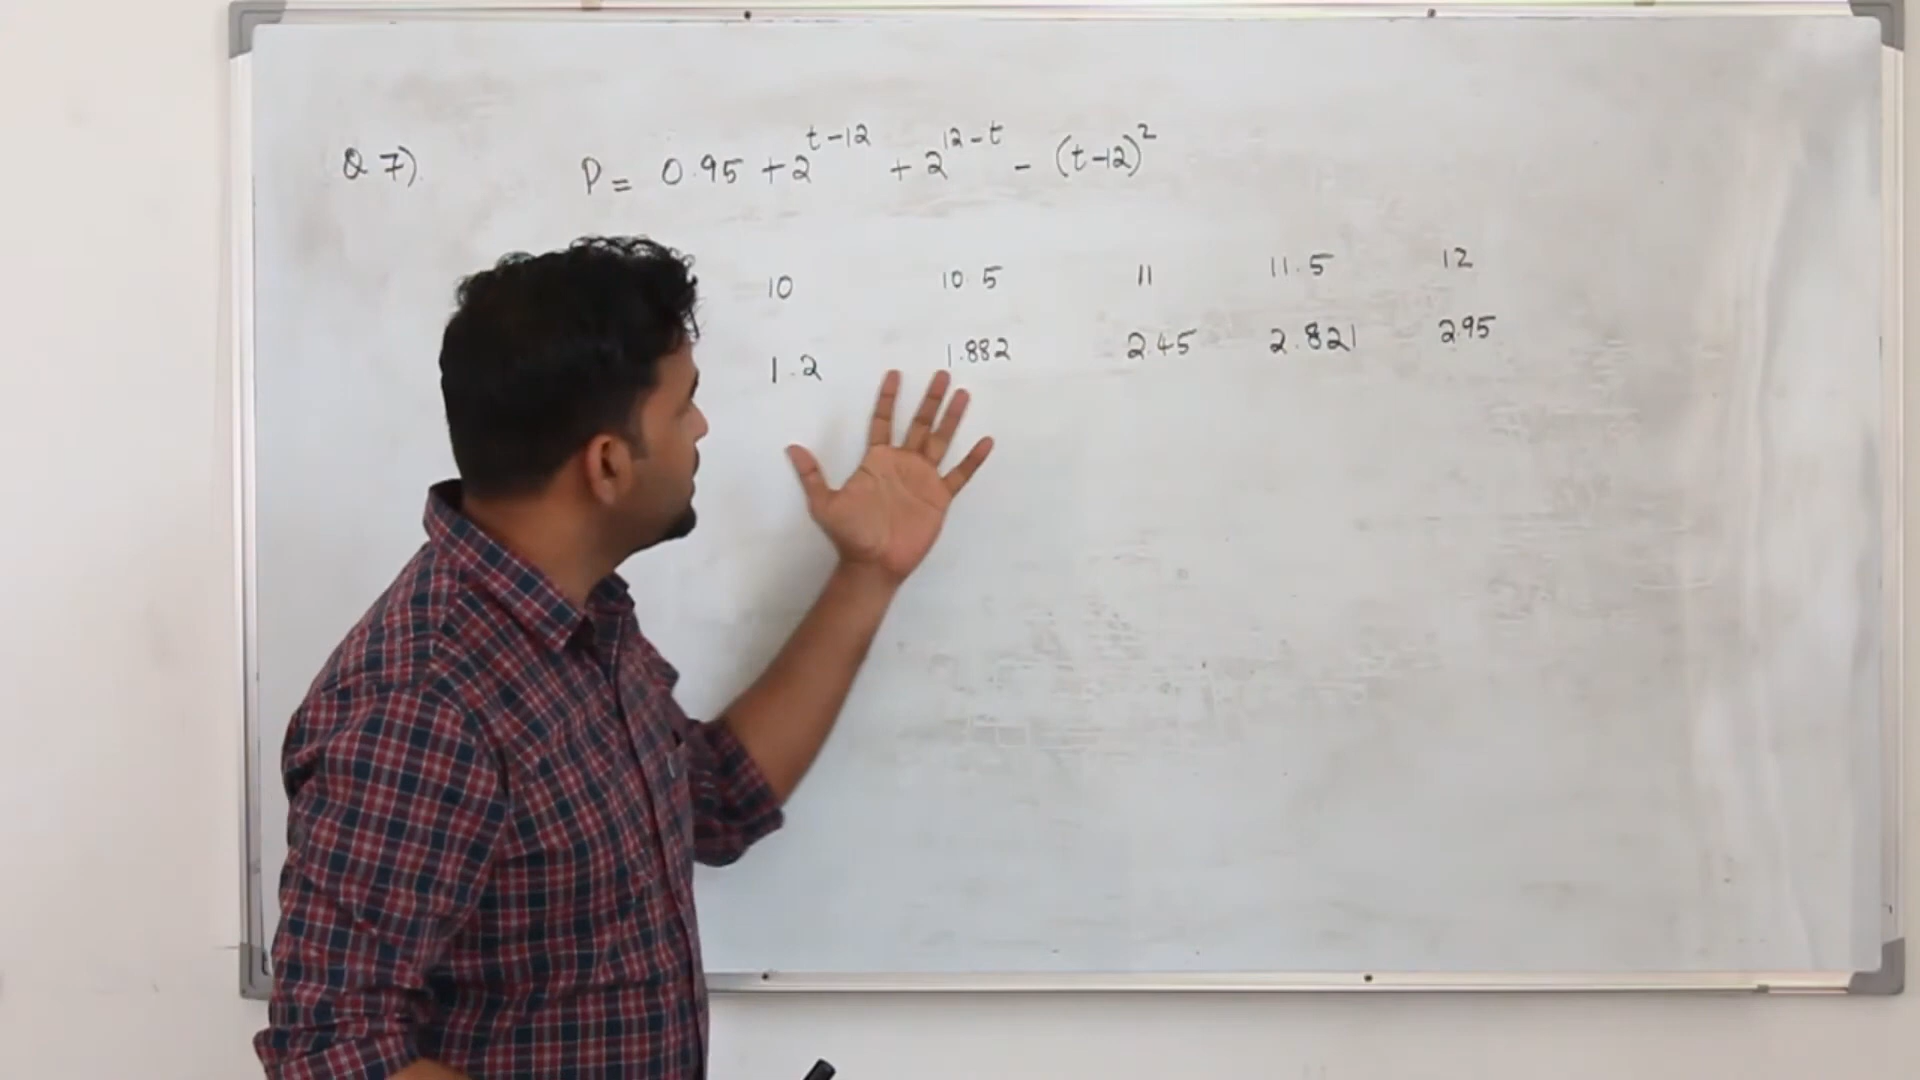 Q 7). P = 0.95 + 2^{t-12} + 2^{12-t} - (t-12)^2
10 10.5 11 11.5 12
1.2 1.882 2.45 2.821 2.95